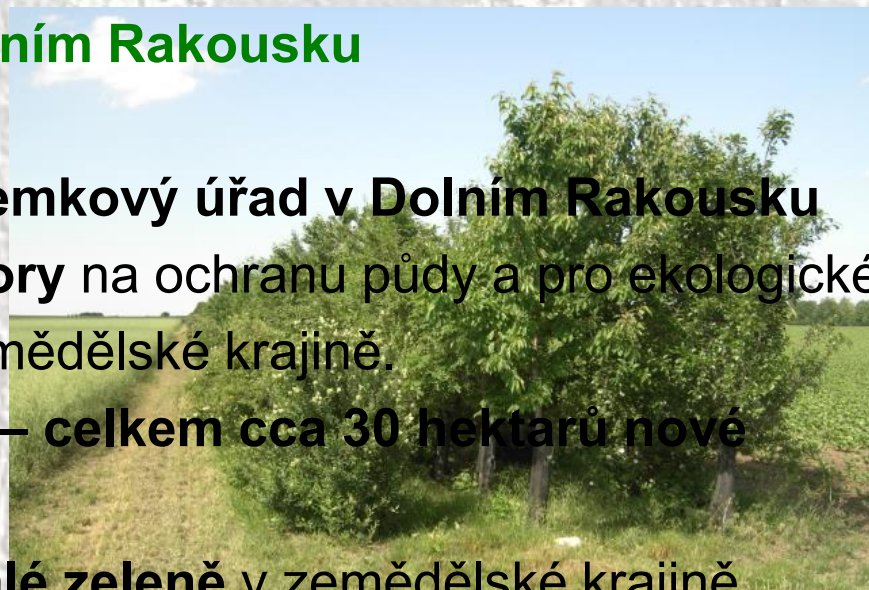 ním Rakousku
emkový úřad v Dolním Rakousku
ory na ochranu půdy a pro ekologické
mědělské krajině.
– celkem cca 30 hektarů nové
alé zeleně v zemědělské krajině